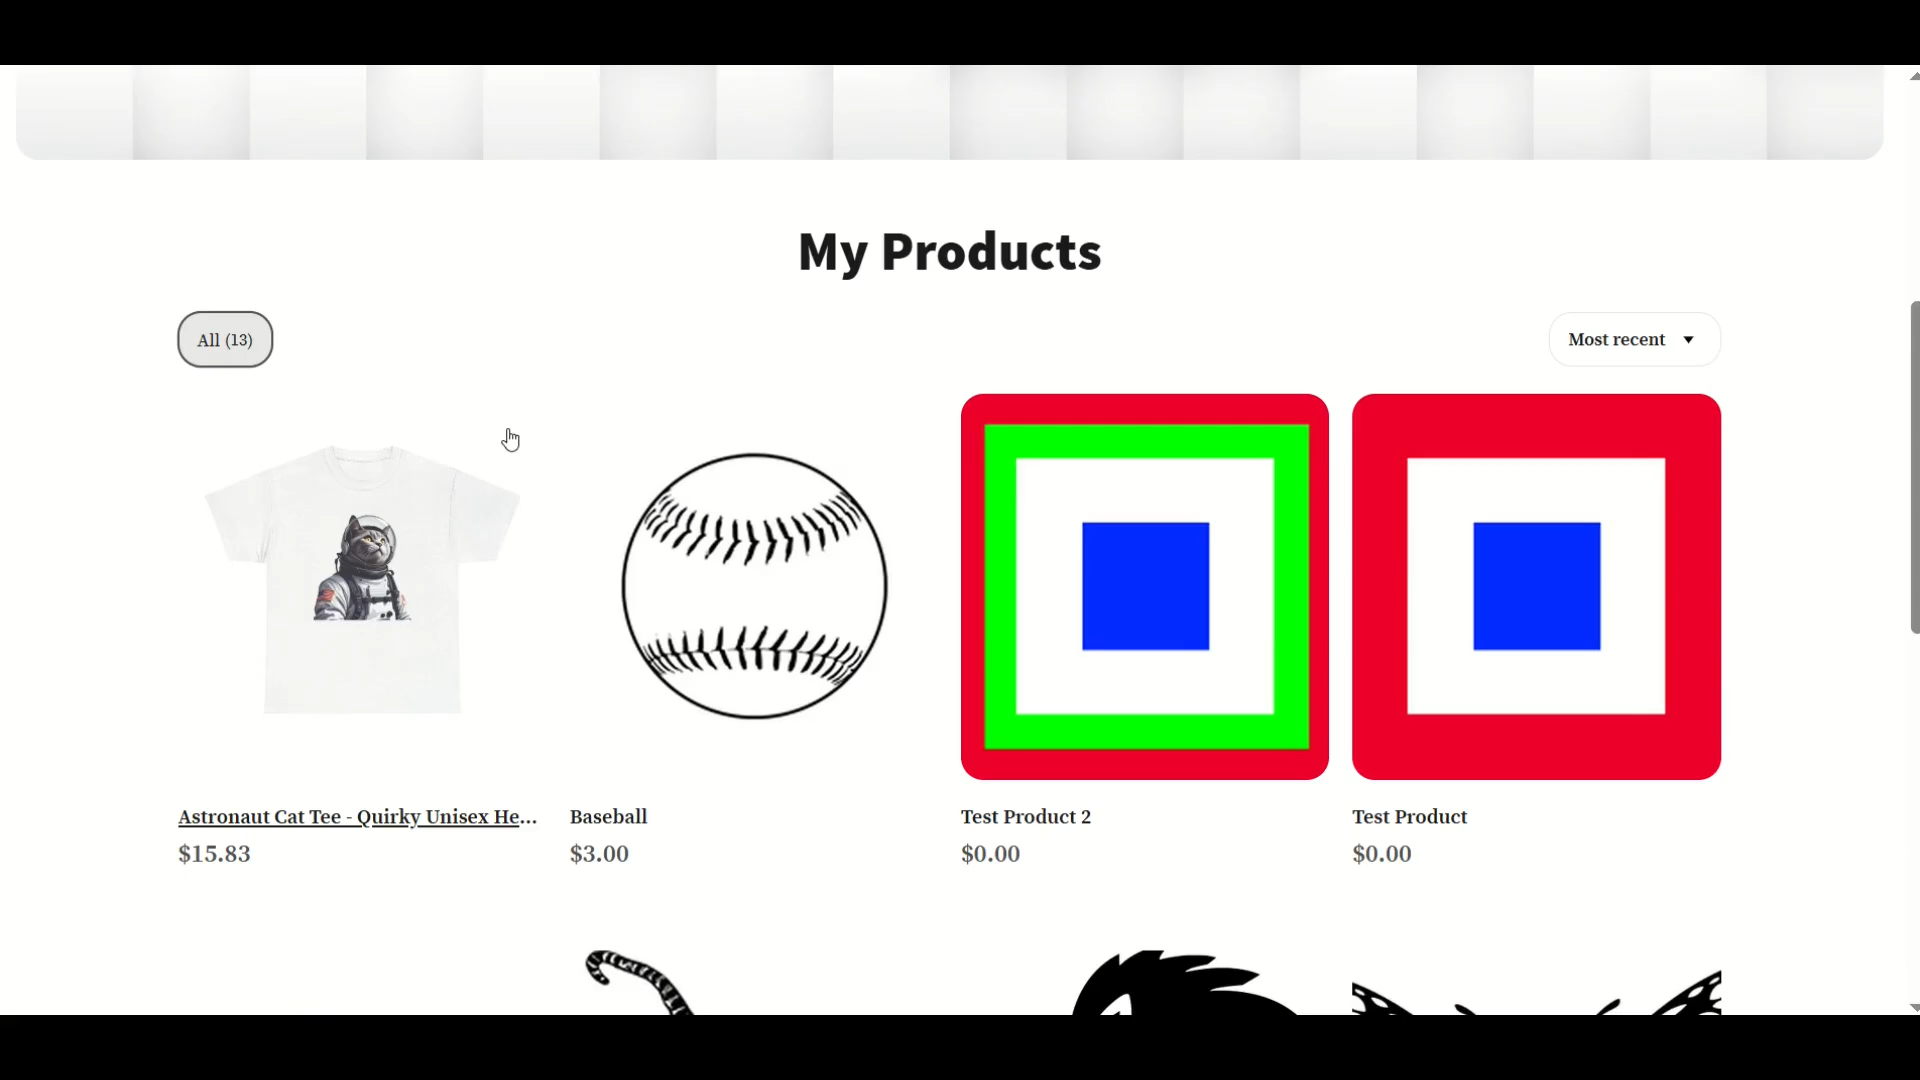 My Products
All (13)
Most recent
Astronaut Cat Tee - Quirky Unisex He...
Baseball
Test Product 2
Test Product
$15.83
$3.00
$0.00
$0.00